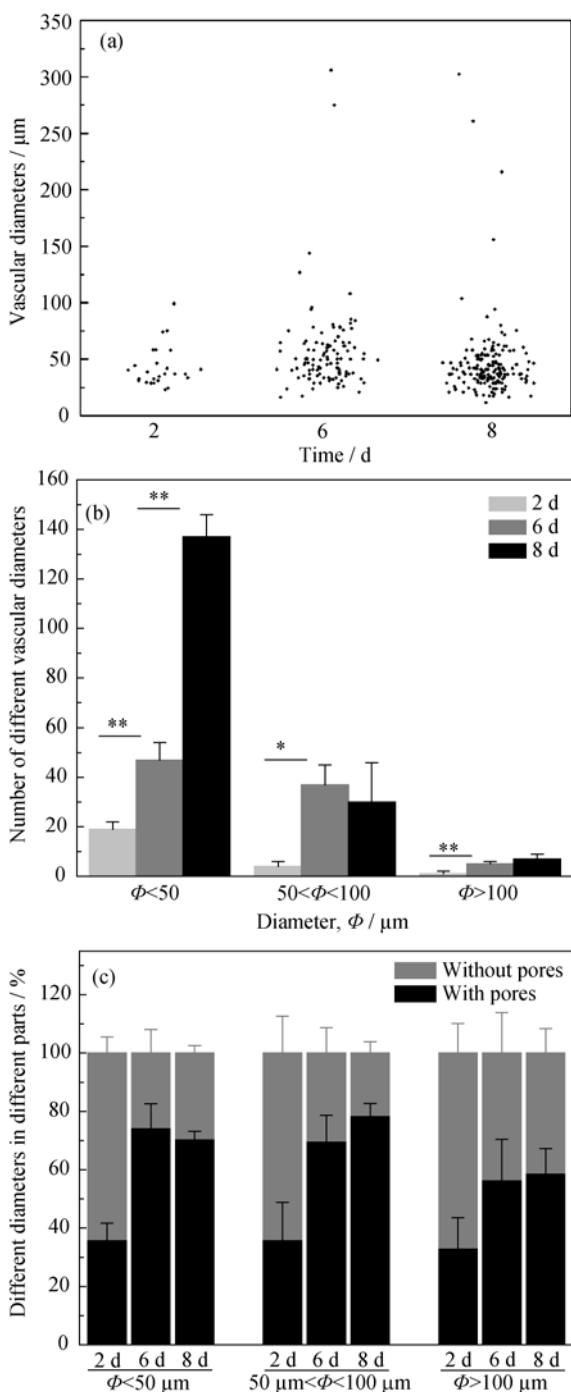 (a)
Vascular diameters / μm
350
300
250
200
150
100
50
0
2 6 8
Time / d
(b)
Number of different vascular diameters
160
140
120
100
80
60
40
20
0
** ** * **
2 d
6 d
8 d
Φ<50 50<Φ<100 Φ>100
Diameter, Φ / μm
(c)
Different diameters in different parts / %
Without pores
With pores
120
100
80
60
40
20
0
2 d 6 d 8 d 2 d 6 d 8 d 2 d 6 d 8 d
Φ<50 μm 50 μm<Φ<100 μm Φ>100 μm